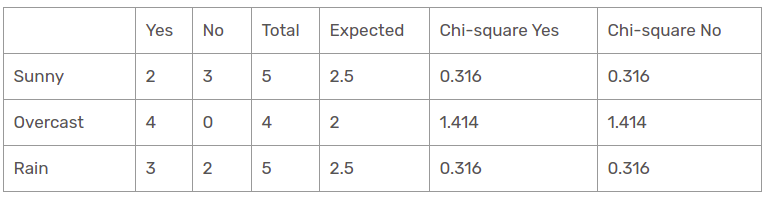 Yes No Total Expected Chi-square Yes Chi-square No
Sunny 2 3 5 2.5 0.316 0.316
Overcast 4 0 4 2 1.414 1.414
Rain 3 2 5 2.5 0.316 0.316